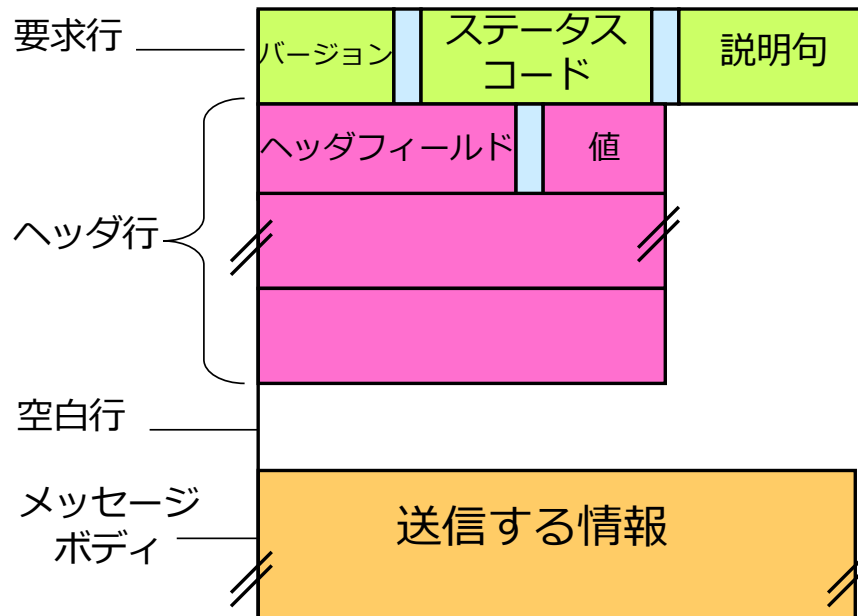 要求行
バージョン
ステータス
コード
説明句
ヘッダ行
ヘッダフィールド
値
空白行
メッセージ
ボディ
送信する情報